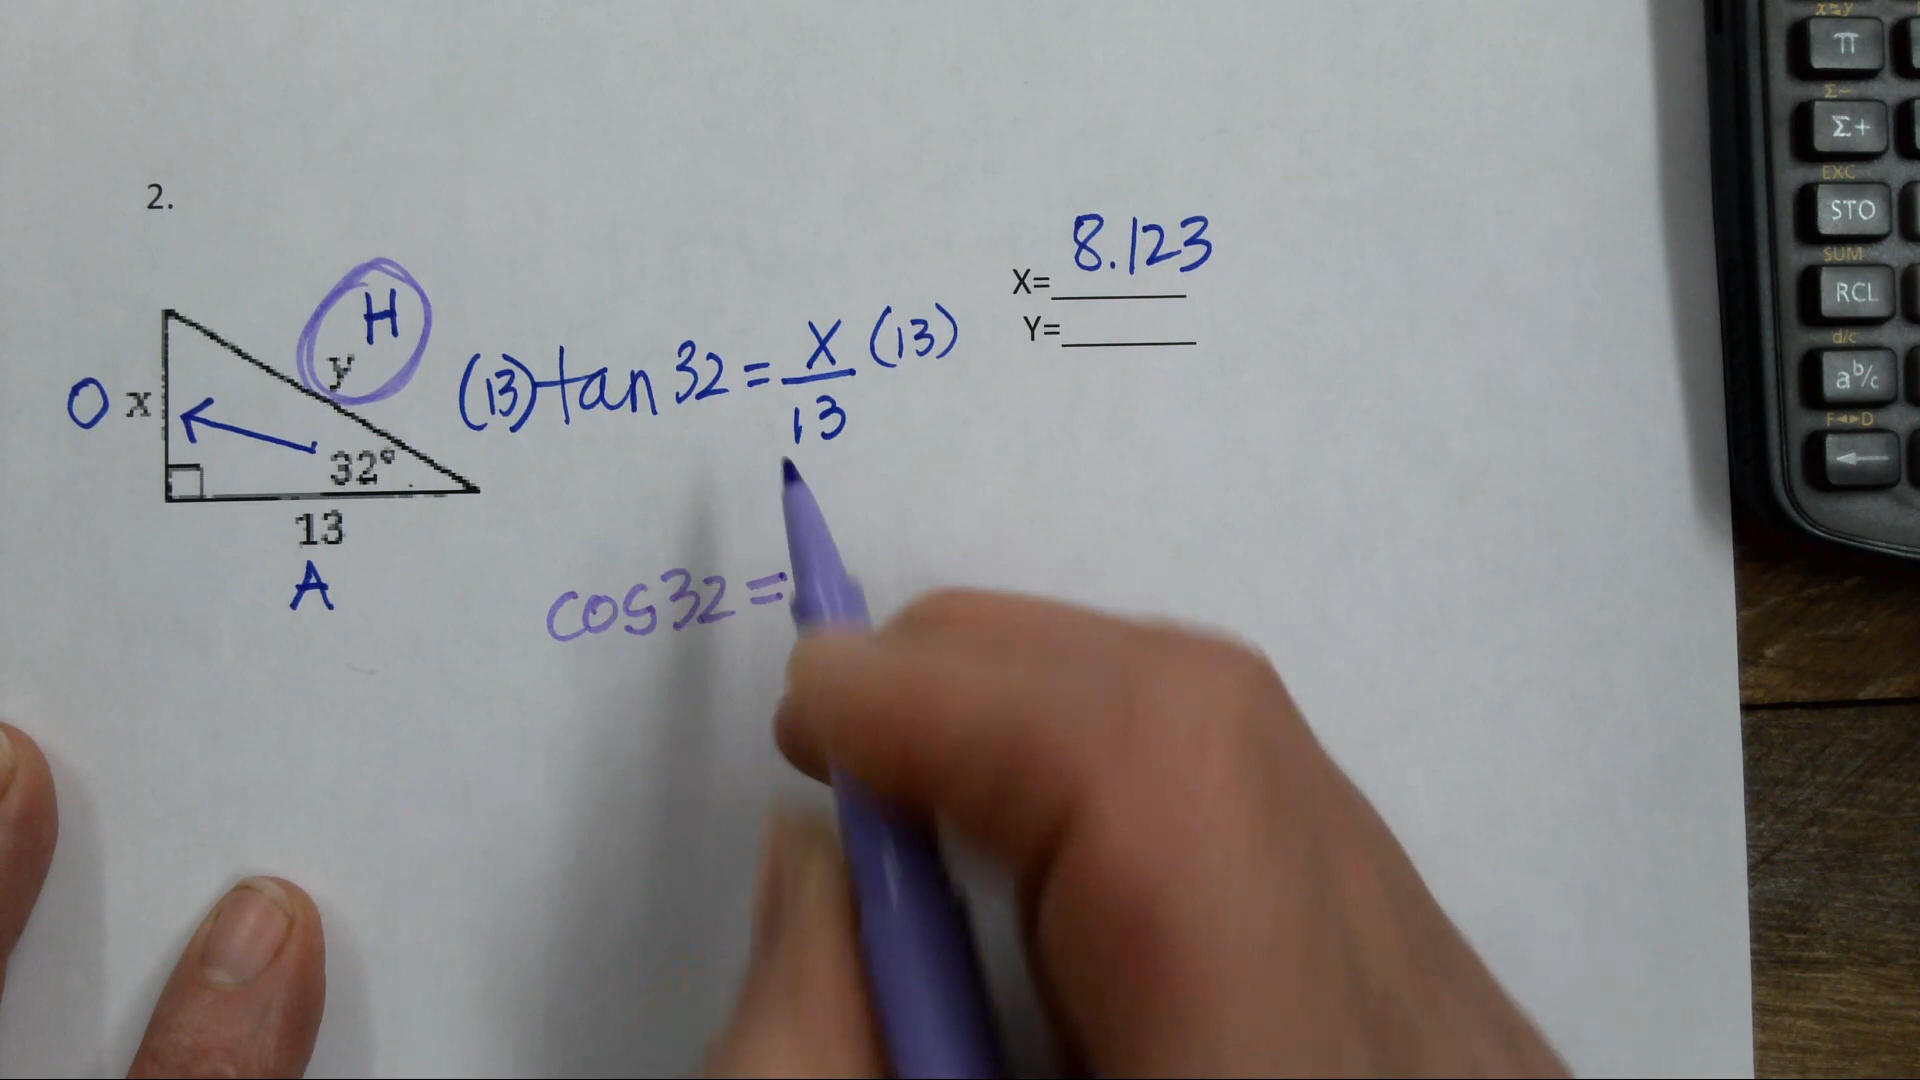 2.
H
y
O x
32°
13
A
(13) tan 32 = x/13 (13)
cos 32 =
X= 8.123
Y=
x⇆y
π
Σ-
Σ+
EXC
STO
SUM
RCL
d/c
a b/c
F◄►D
←